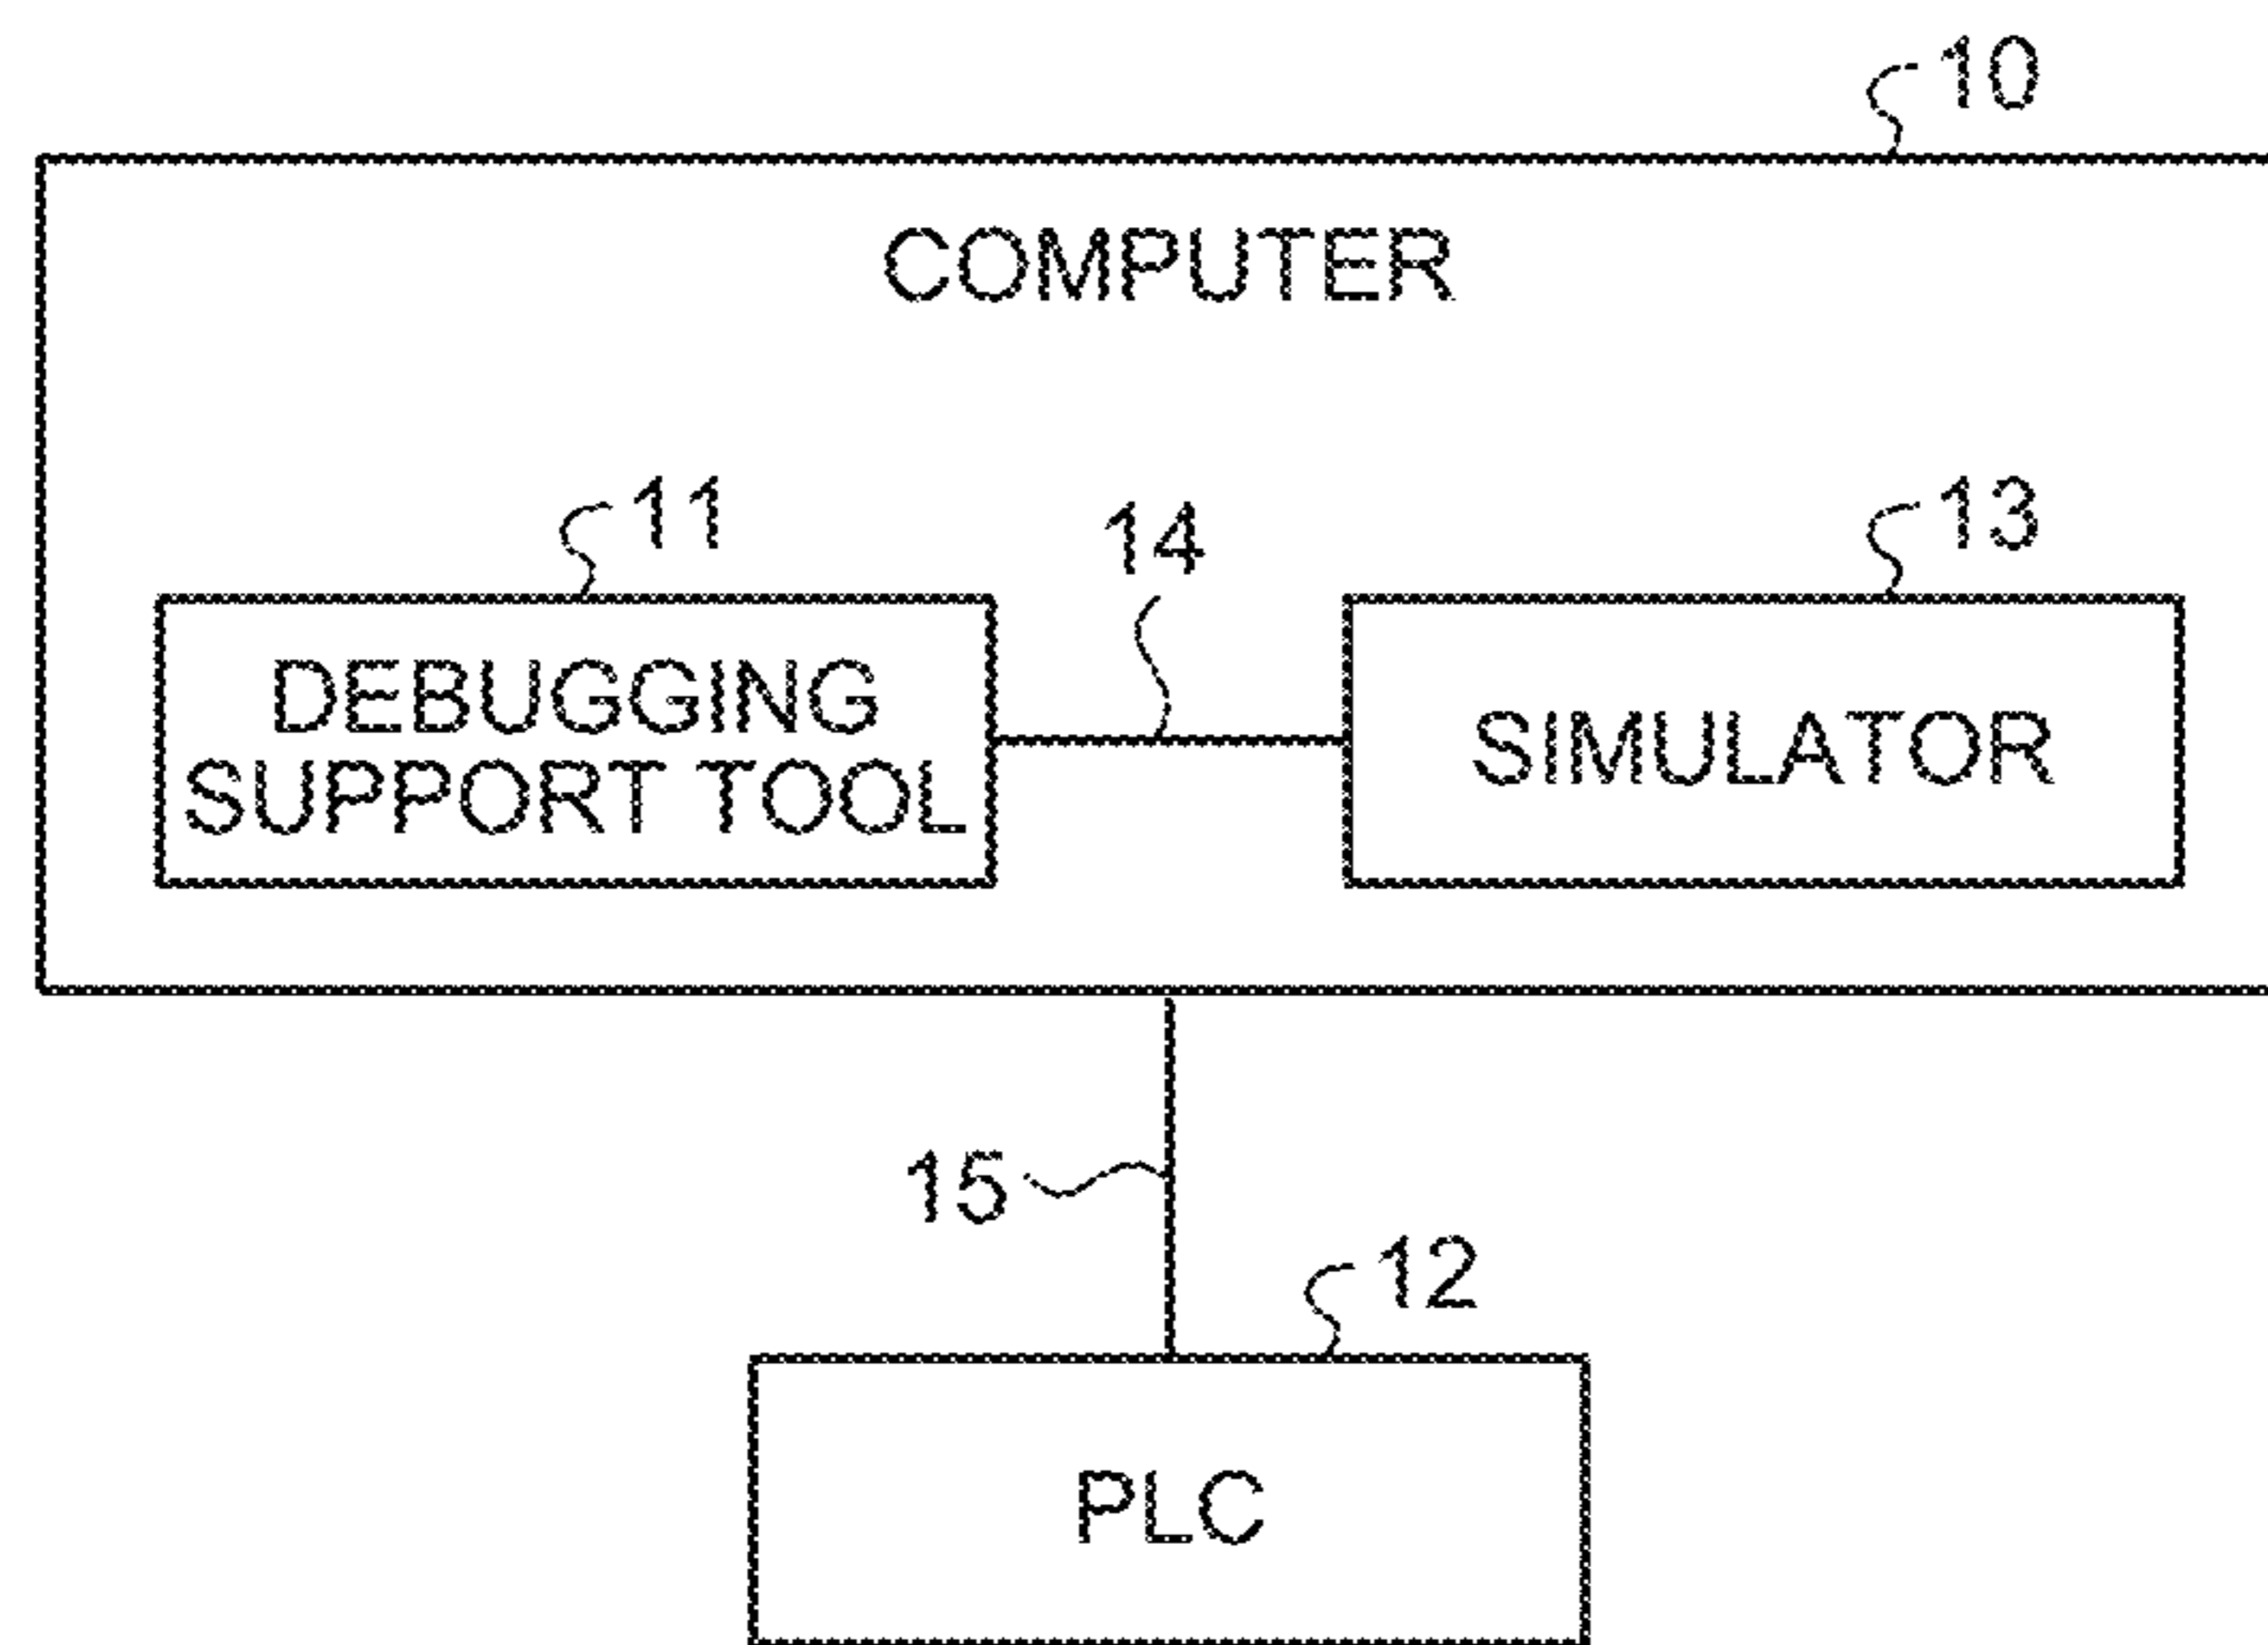 10
COMPUTER
11
14
13
DEBUGGING
SUPPORT TOOL
SIMULATOR
15
12
PLC